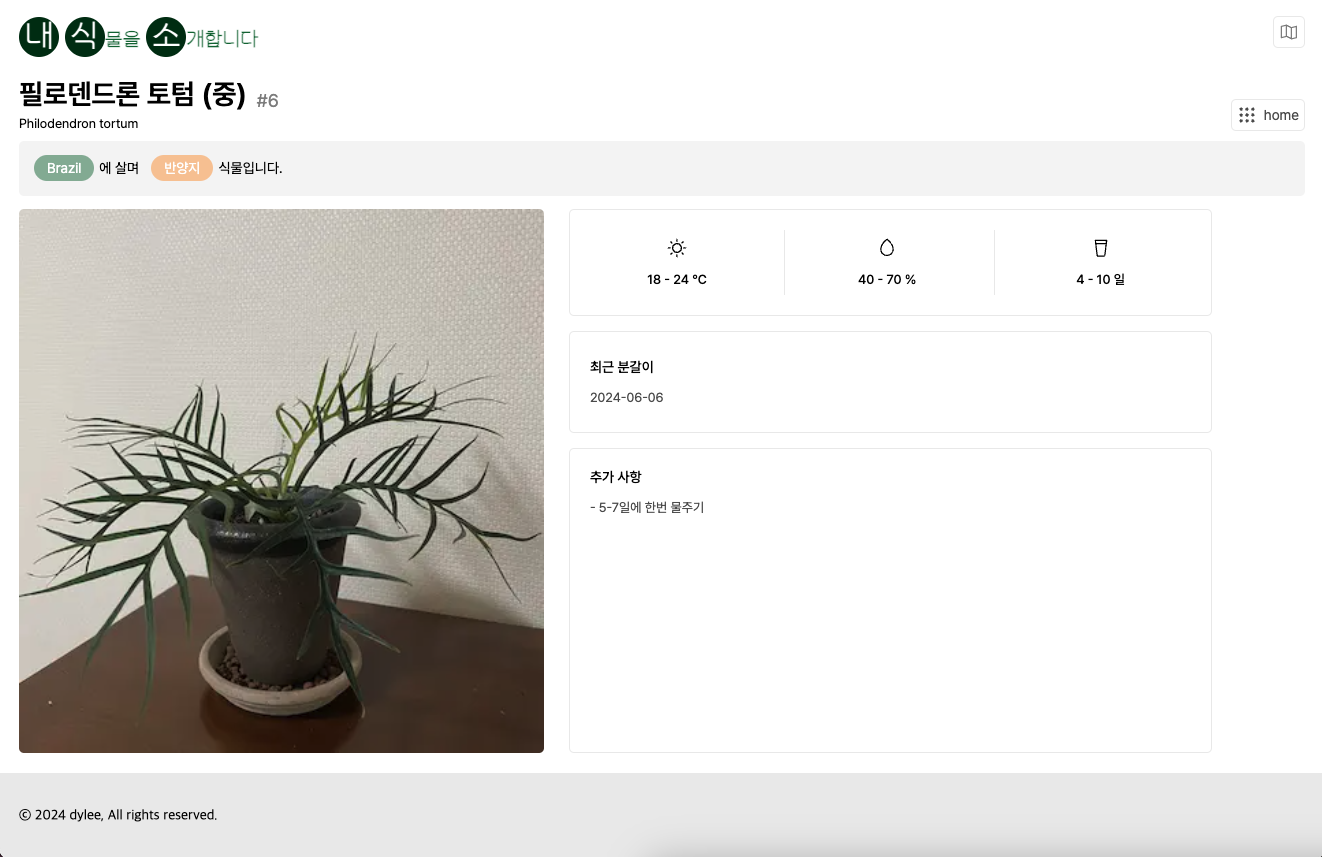 내 식물을 소개합니다
필로덴드론 토텀 (중) #6
Philodendron tortum
home
Brazil 에 살며 반양지 식물입니다.
18 - 24 °C
40 - 70 %
4 - 10 일
최근 분갈이
2024-06-06
추가 사항
- 5-7일에 한번 물주기
© 2024 dylee, All rights reserved.